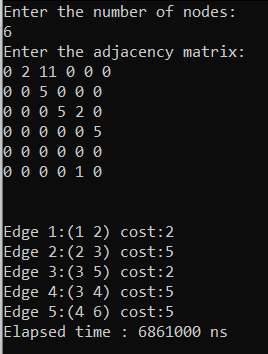 Enter the number of nodes:
6
Enter the adjacency matrix:
0 2 11 0 0 0
0 0 5 0 0 0
0 0 0 5 2 0
0 0 0 0 0 5
0 0 0 0 0 0
0 0 0 0 1 0
Edge 1:(1 2) cost:2
Edge 2:(2 3) cost:5
Edge 3:(3 5) cost:2
Edge 4:(3 4) cost:5
Edge 5:(4 6) cost:5
Elapsed time : 6861000 ns